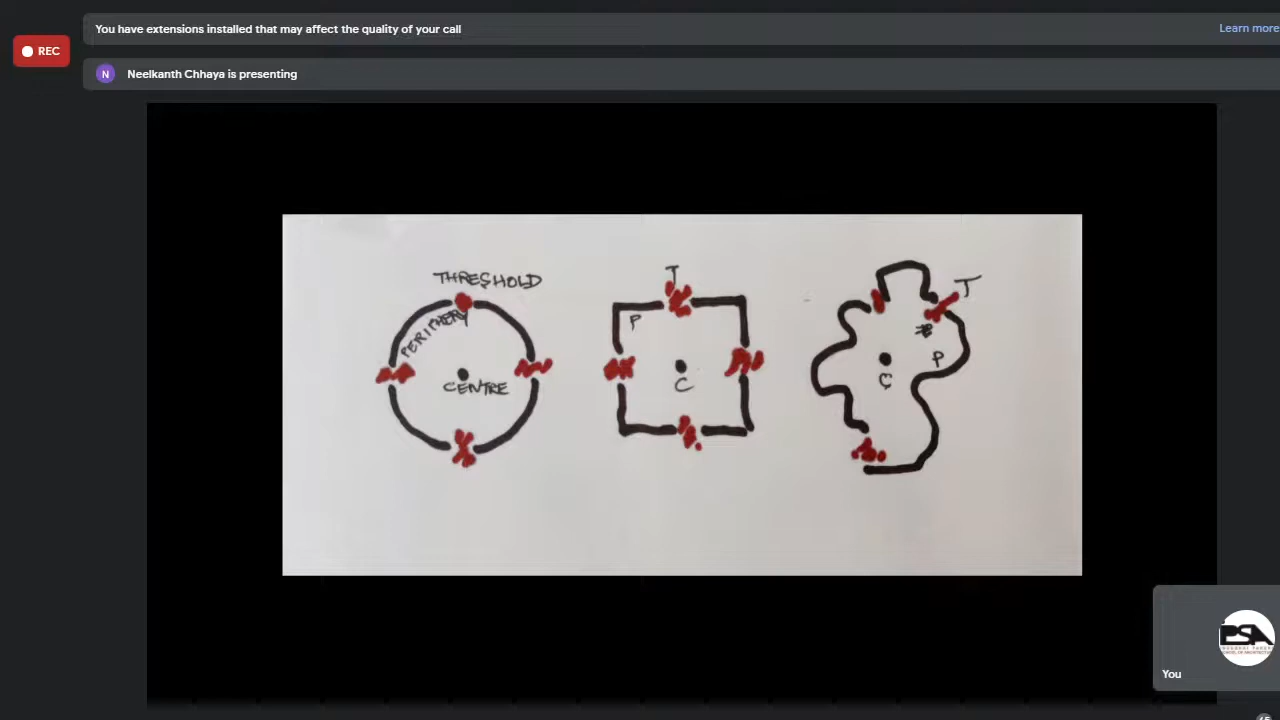 You have extensions installed that may affect the quality of your call
Learn more
REC
N
Neelkanth Chhaya is presenting
THRESHOLD
PERIPHERY
CENTRE
T
P
C
T
P
C
PSA
You